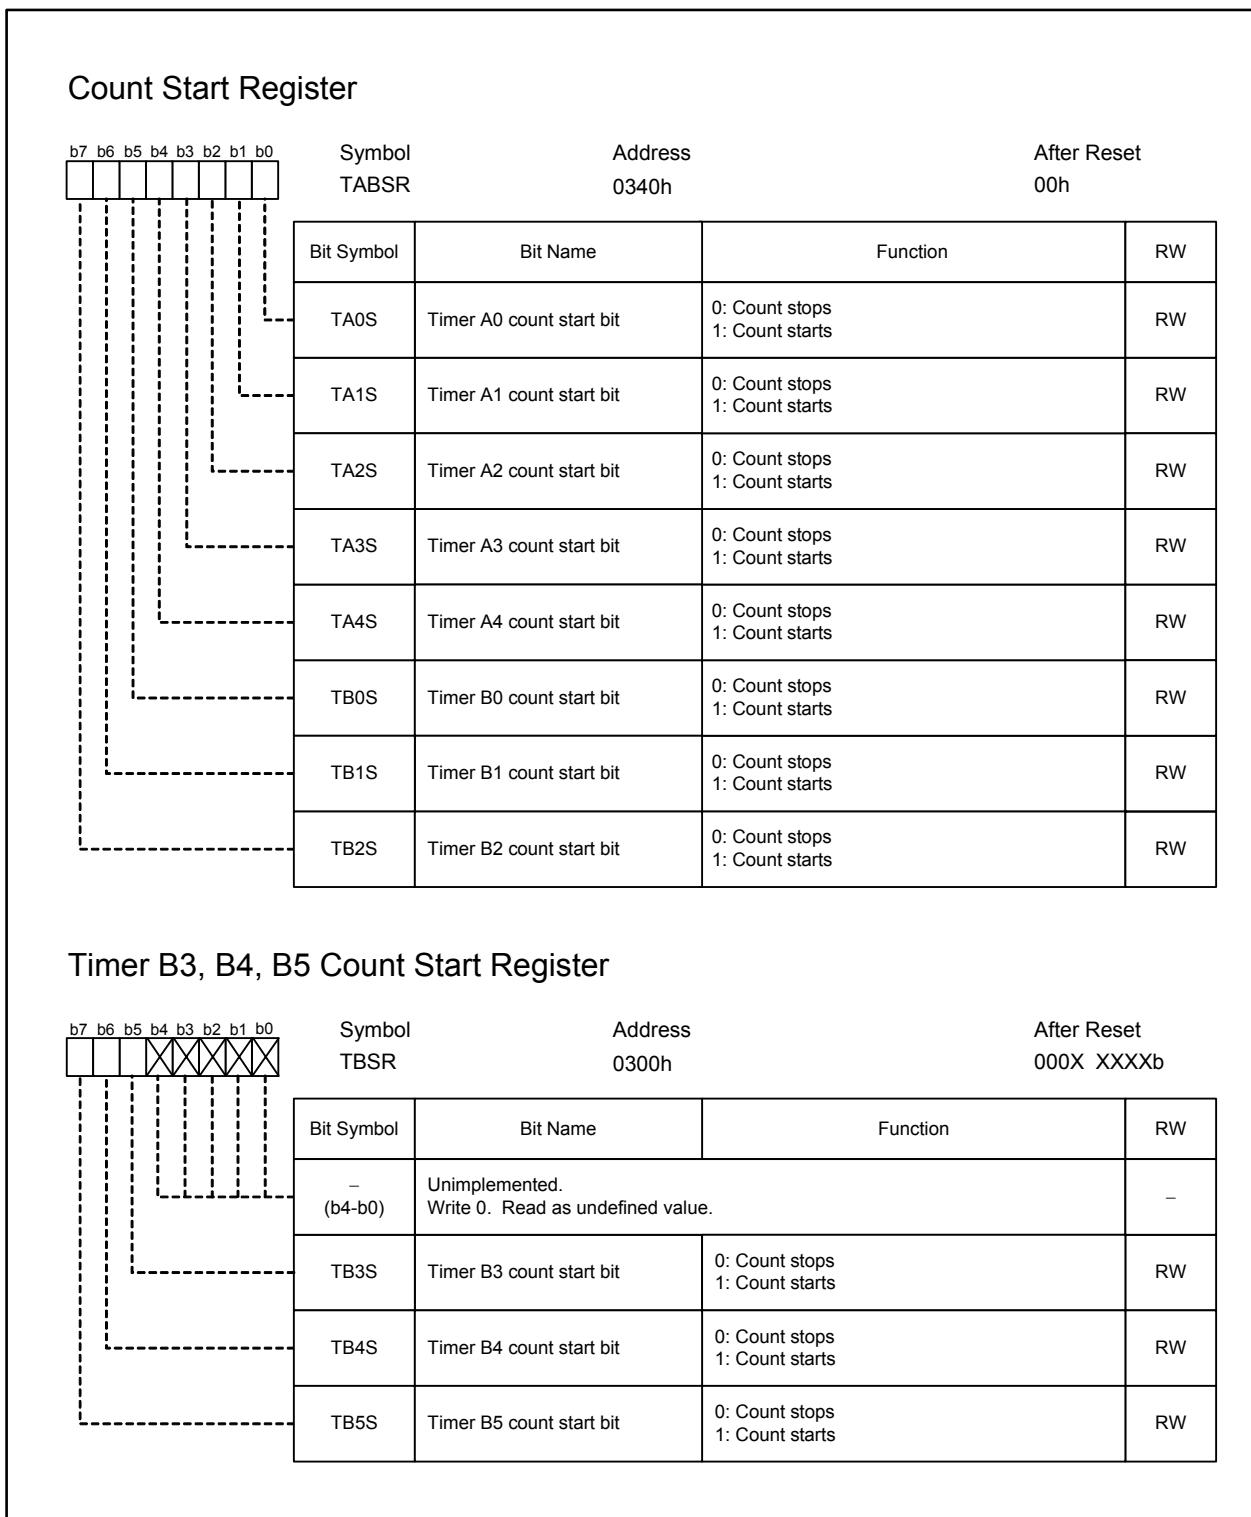 Count Start Register
b7 b6 b5 b4 b3 b2 b1 b0
Symbol Address After Reset
TABSR 0340h 00h
Bit Symbol Bit Name Function RW
TA0S Timer A0 count start bit 0: Count stops RW
1: Count starts
TA1S Timer A1 count start bit 0: Count stops RW
1: Count starts
TA2S Timer A2 count start bit 0: Count stops RW
1: Count starts
TA3S Timer A3 count start bit 0: Count stops RW
1: Count starts
TA4S Timer A4 count start bit 0: Count stops RW
1: Count starts
TB0S Timer B0 count start bit 0: Count stops RW
1: Count starts
TB1S Timer B1 count start bit 0: Count stops RW
1: Count starts
TB2S Timer B2 count start bit 0: Count stops RW
1: Count starts
Timer B3, B4, B5 Count Start Register
b7 b6 b5 b4 b3 b2 b1 b0
Symbol Address After Reset
TBSR 0300h 000X XXXXb
Bit Symbol Bit Name Function RW
– Unimplemented. –
(b4-b0) Write 0. Read as undefined value.
TB3S Timer B3 count start bit 0: Count stops RW
1: Count starts
TB4S Timer B4 count start bit 0: Count stops RW
1: Count starts
TB5S Timer B5 count start bit 0: Count stops RW
1: Count starts